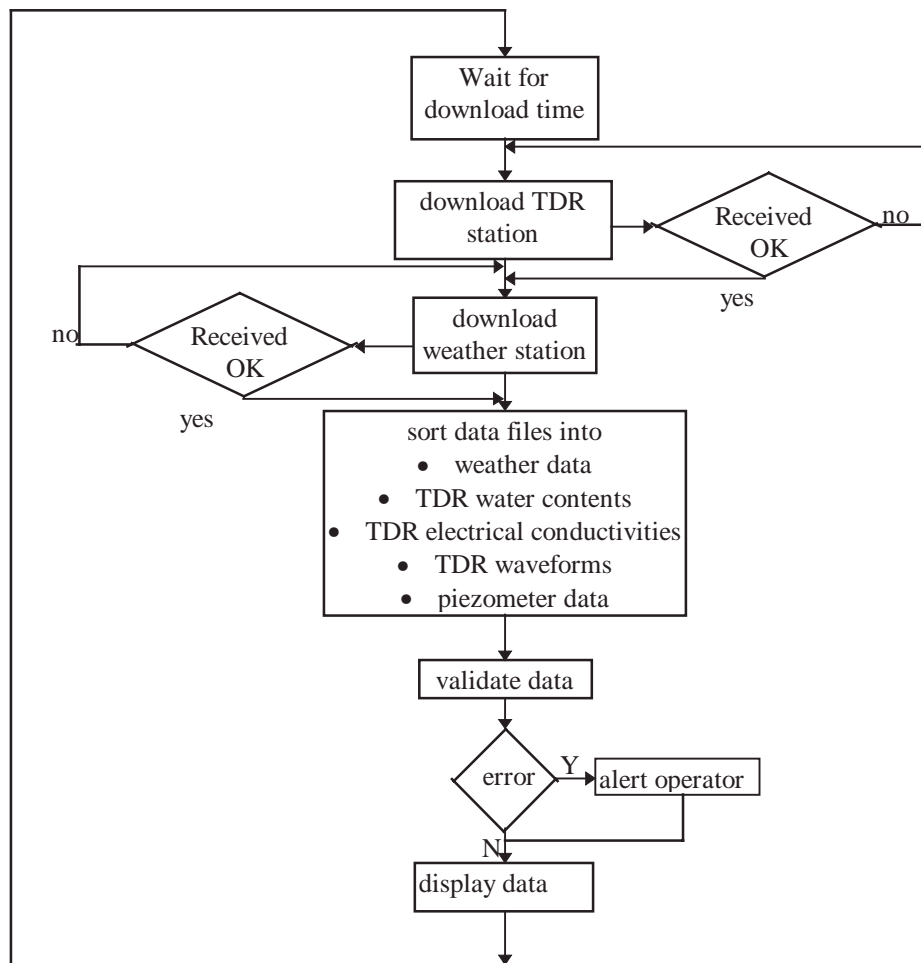 Wait for
download time
download TDR
station
Received
OK
no
yes
download
weather station
Received
OK
no
yes
sort data files into
• weather data
• TDR water contents
• TDR electrical conductivities
• TDR waveforms
• piezometer data
validate data
error
Y
alert operator
N
display data